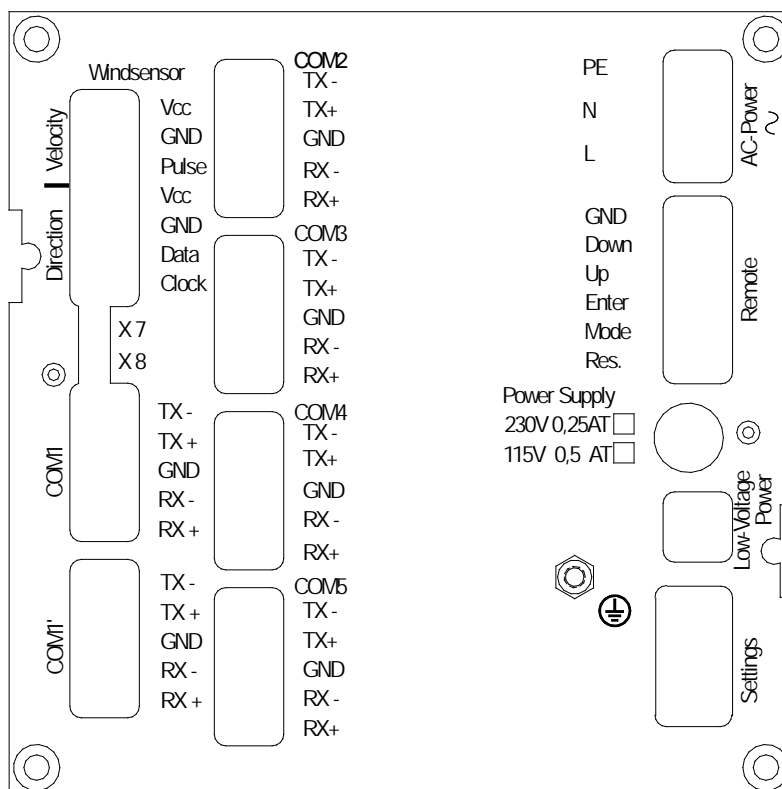 Windsensor
Velocity
Direction
Vcc
GND
Pulse
Vcc
GND
Data
Clock
X7
X8
COM1
TX -
TX +
GND
RX -
RX +
COM1'
TX -
TX +
GND
RX -
RX +
COM2
TX -
TX+
GND
RX -
RX+
COM3
TX -
TX+
GND
RX -
RX+
COM4
TX -
TX+
GND
RX -
RX+
COM5
TX -
TX+
GND
RX -
RX+
PE
N
L
AC-Power
GND
Down
Up
Enter
Mode
Res.
Remote
Power Supply
230V 0,25AT
115V 0,5 AT
Low-Voltage
Power
Settings